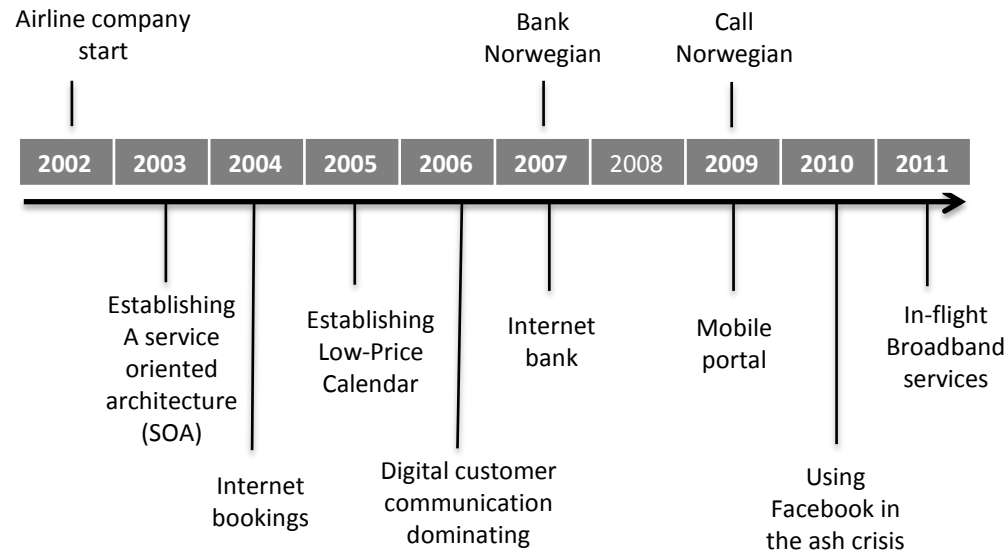 Airline company
start
Bank
Norwegian
Call
Norwegian
2002 2003 2004 2005 2006 2007 2008 2009 2010 2011
Establishing
A service
oriented
architecture
(SOA)
Internet
bookings
Establishing
Low-Price
Calendar
Digital customer
communication
dominating
Internet
bank
Mobile
portal
Using
Facebook in
the ash crisis
In-flight
Broadband
services